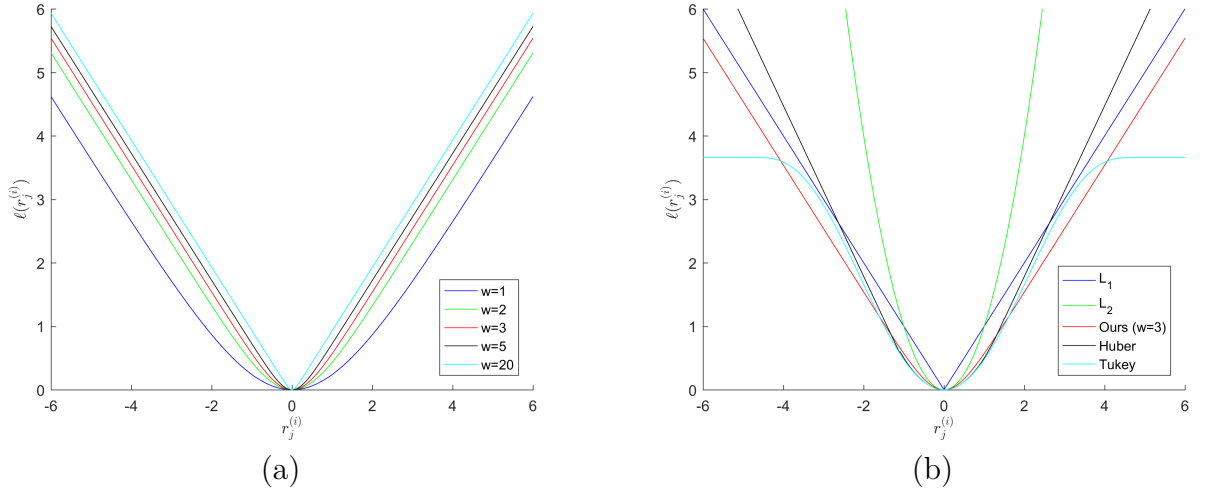 6
5
4
3
2
1
0
-6 -4 -2 0 2 4 6
ℓ(r_j^(i))
r_j^(i)
w=1
w=2
w=3
w=5
w=20
(a)
6
5
4
3
2
1
0
-6 -4 -2 0 2 4 6
ℓ(r_j^(i))
r_j^(i)
L_1
L_2
Ours (w=3)
Huber
Tukey
(b)